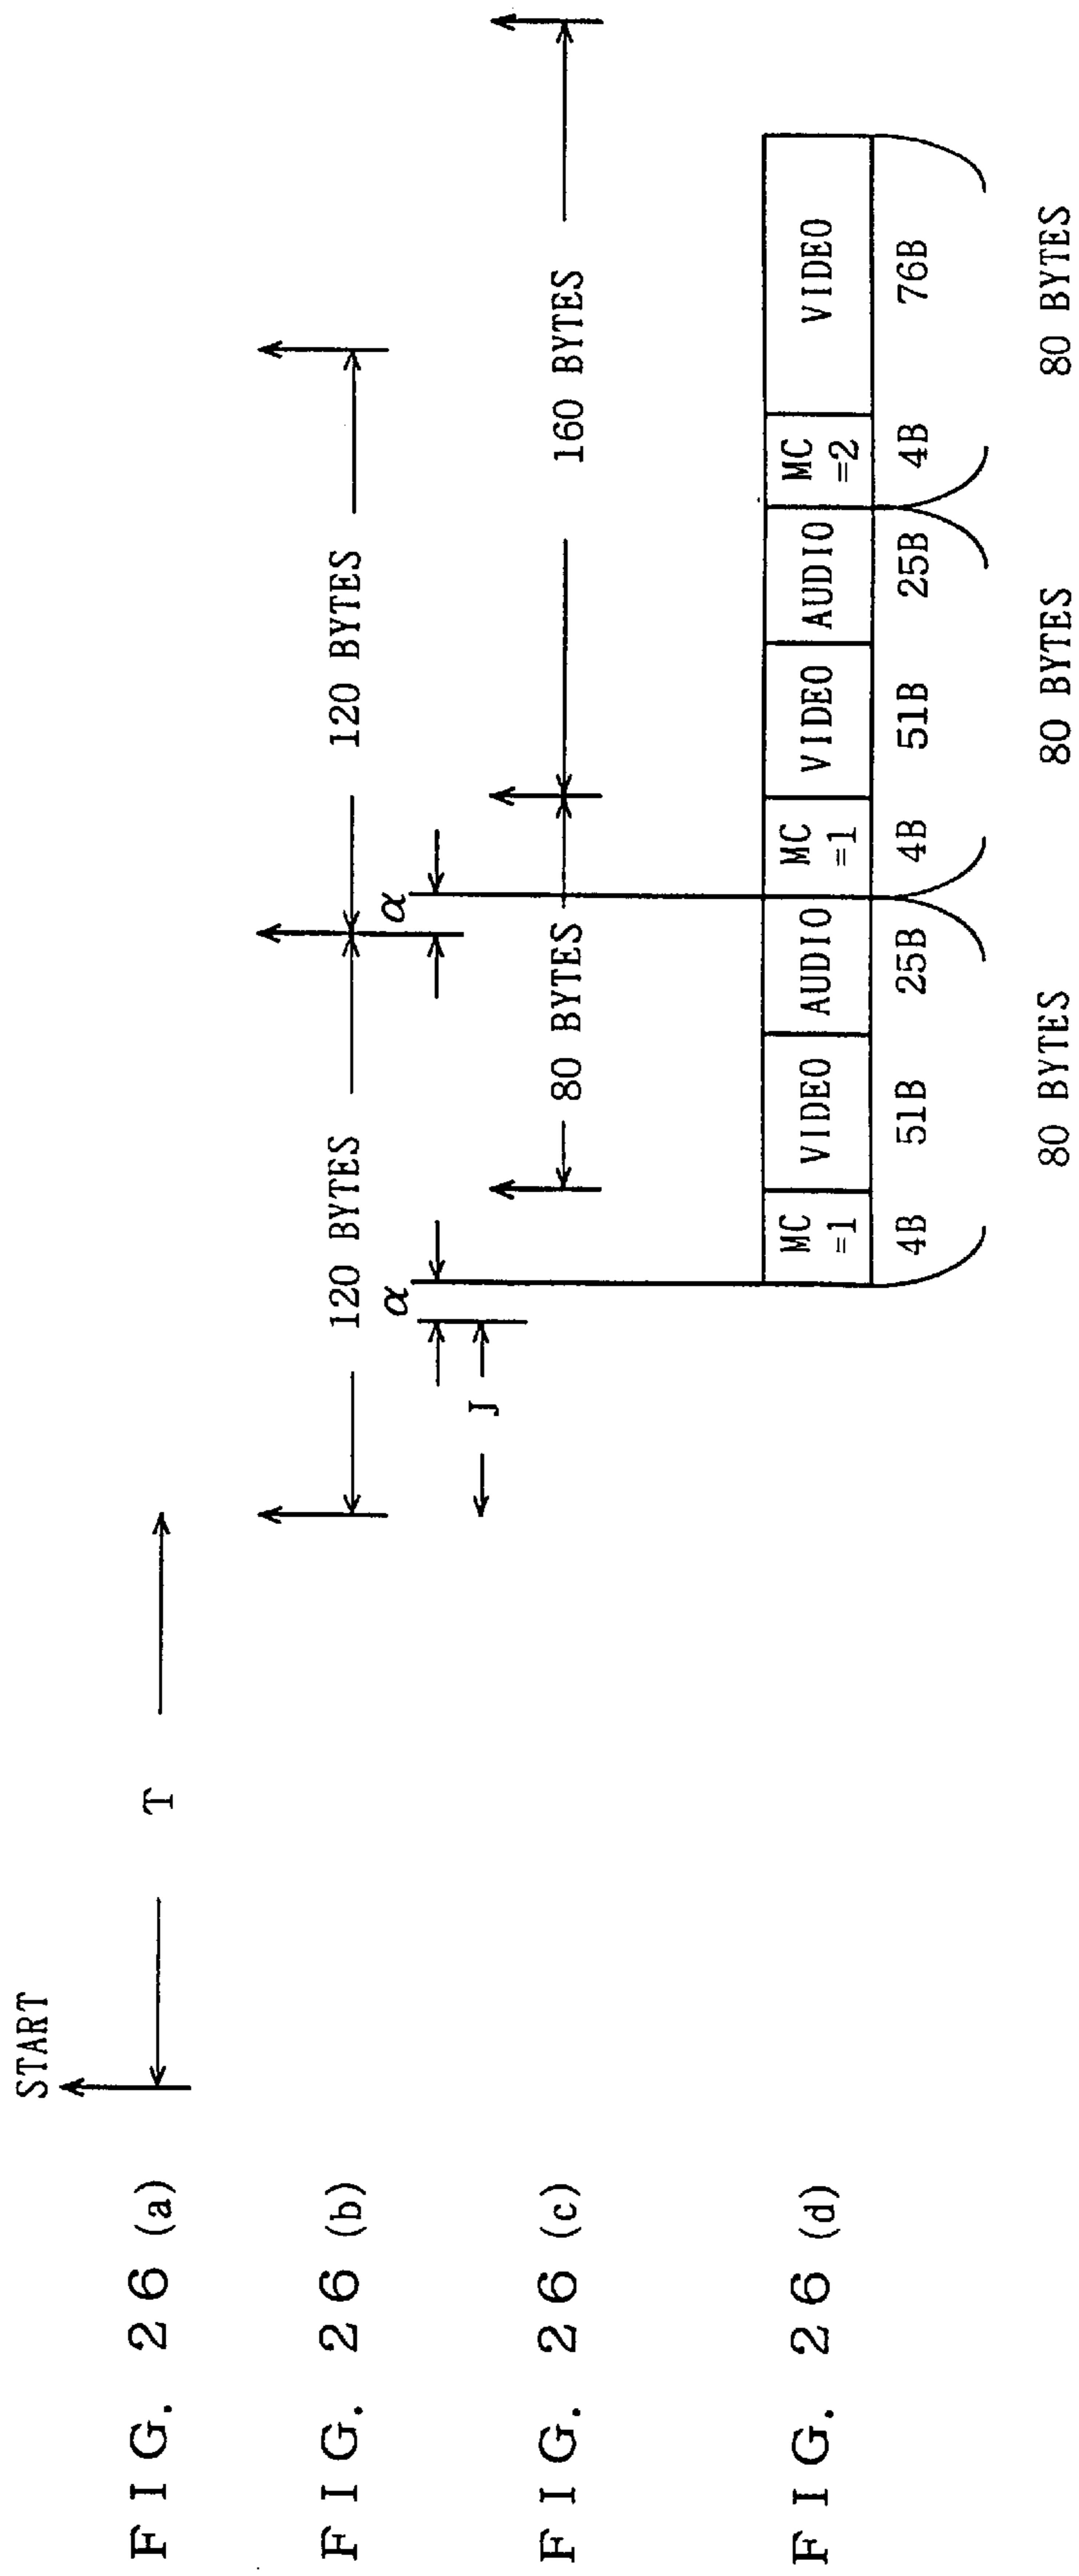 START
FIG. 26 (a)
T
FIG. 26 (b)
120 BYTES
120 BYTES
α
α
J
FIG. 26 (c)
80 BYTES
160 BYTES
FIG. 26 (d)
MC
=1
VIDEO
AUDIO
MC
=1
VIDEO
AUDIO
MC
=2
VIDEO
4B
51B
25B
4B
51B
25B
4B
76B
80 BYTES
80 BYTES
80 BYTES